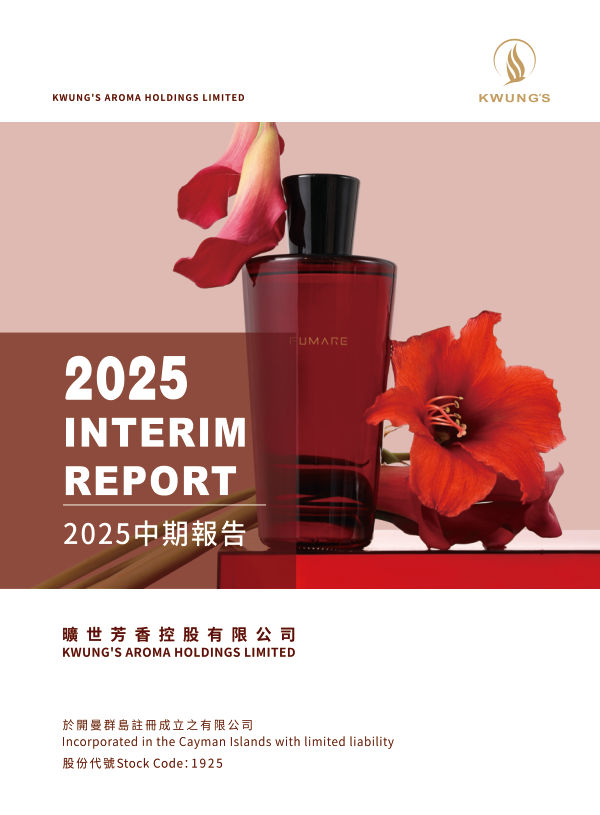 KWUNG'S AROMA HOLDINGS LIMITED
KWUNG'S
FUMARE
2025
INTERIM
REPORT
2025中期報告
曠世芳香控股有限公司
KWUNG'S AROMA HOLDINGS LIMITED
於開曼群島註冊成立之有限公司
Incorporated in the Cayman Islands with limited liability
股份代號Stock Code: 1925